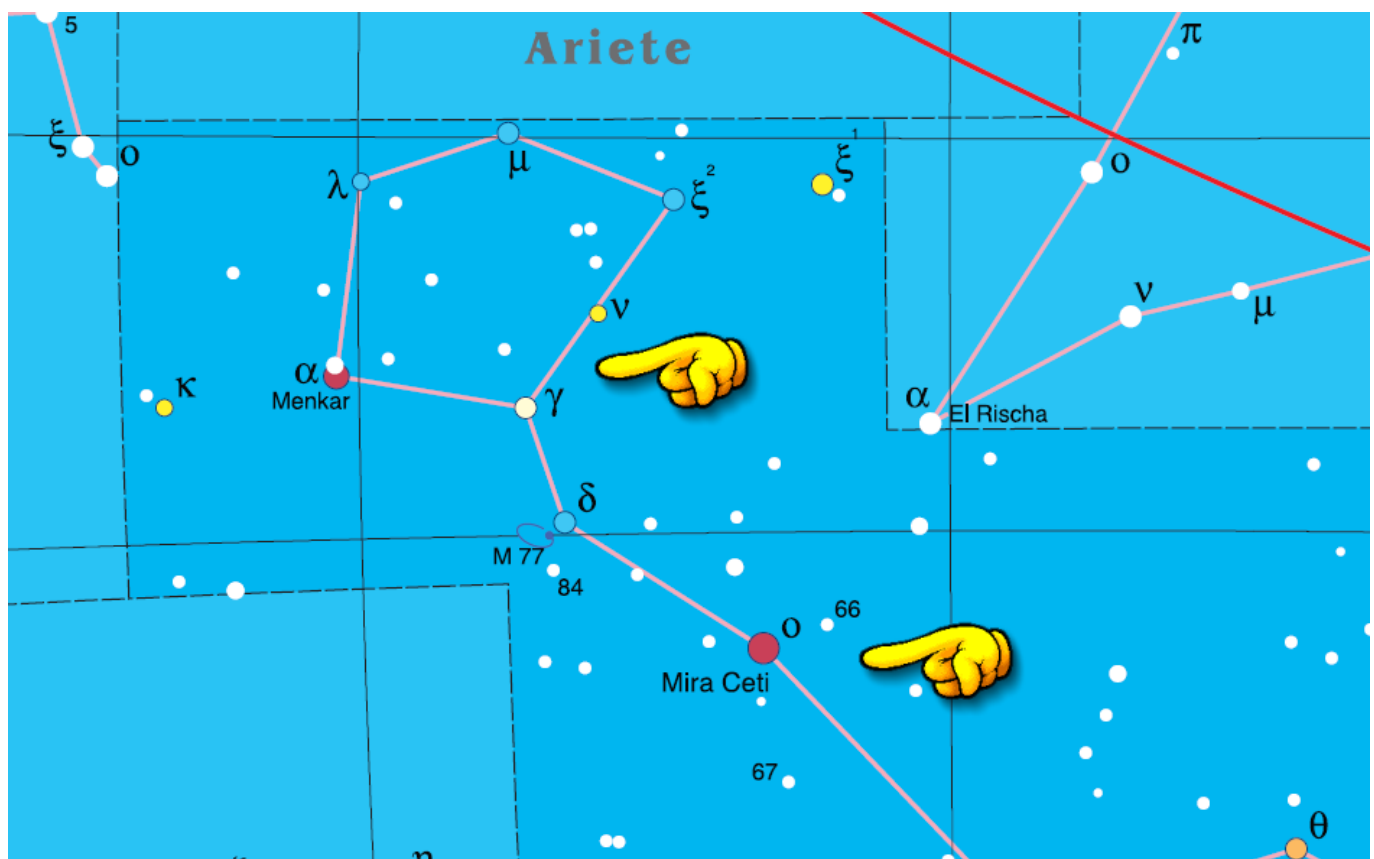 5
Ariete
π
ξ
ο
λ
μ
ξ²
ξ¹
ο
ν
ν
μ
α
Menkar
κ
γ
α
El Rischa
δ
M 77
84
ο
66
Mira Ceti
67
θ
η